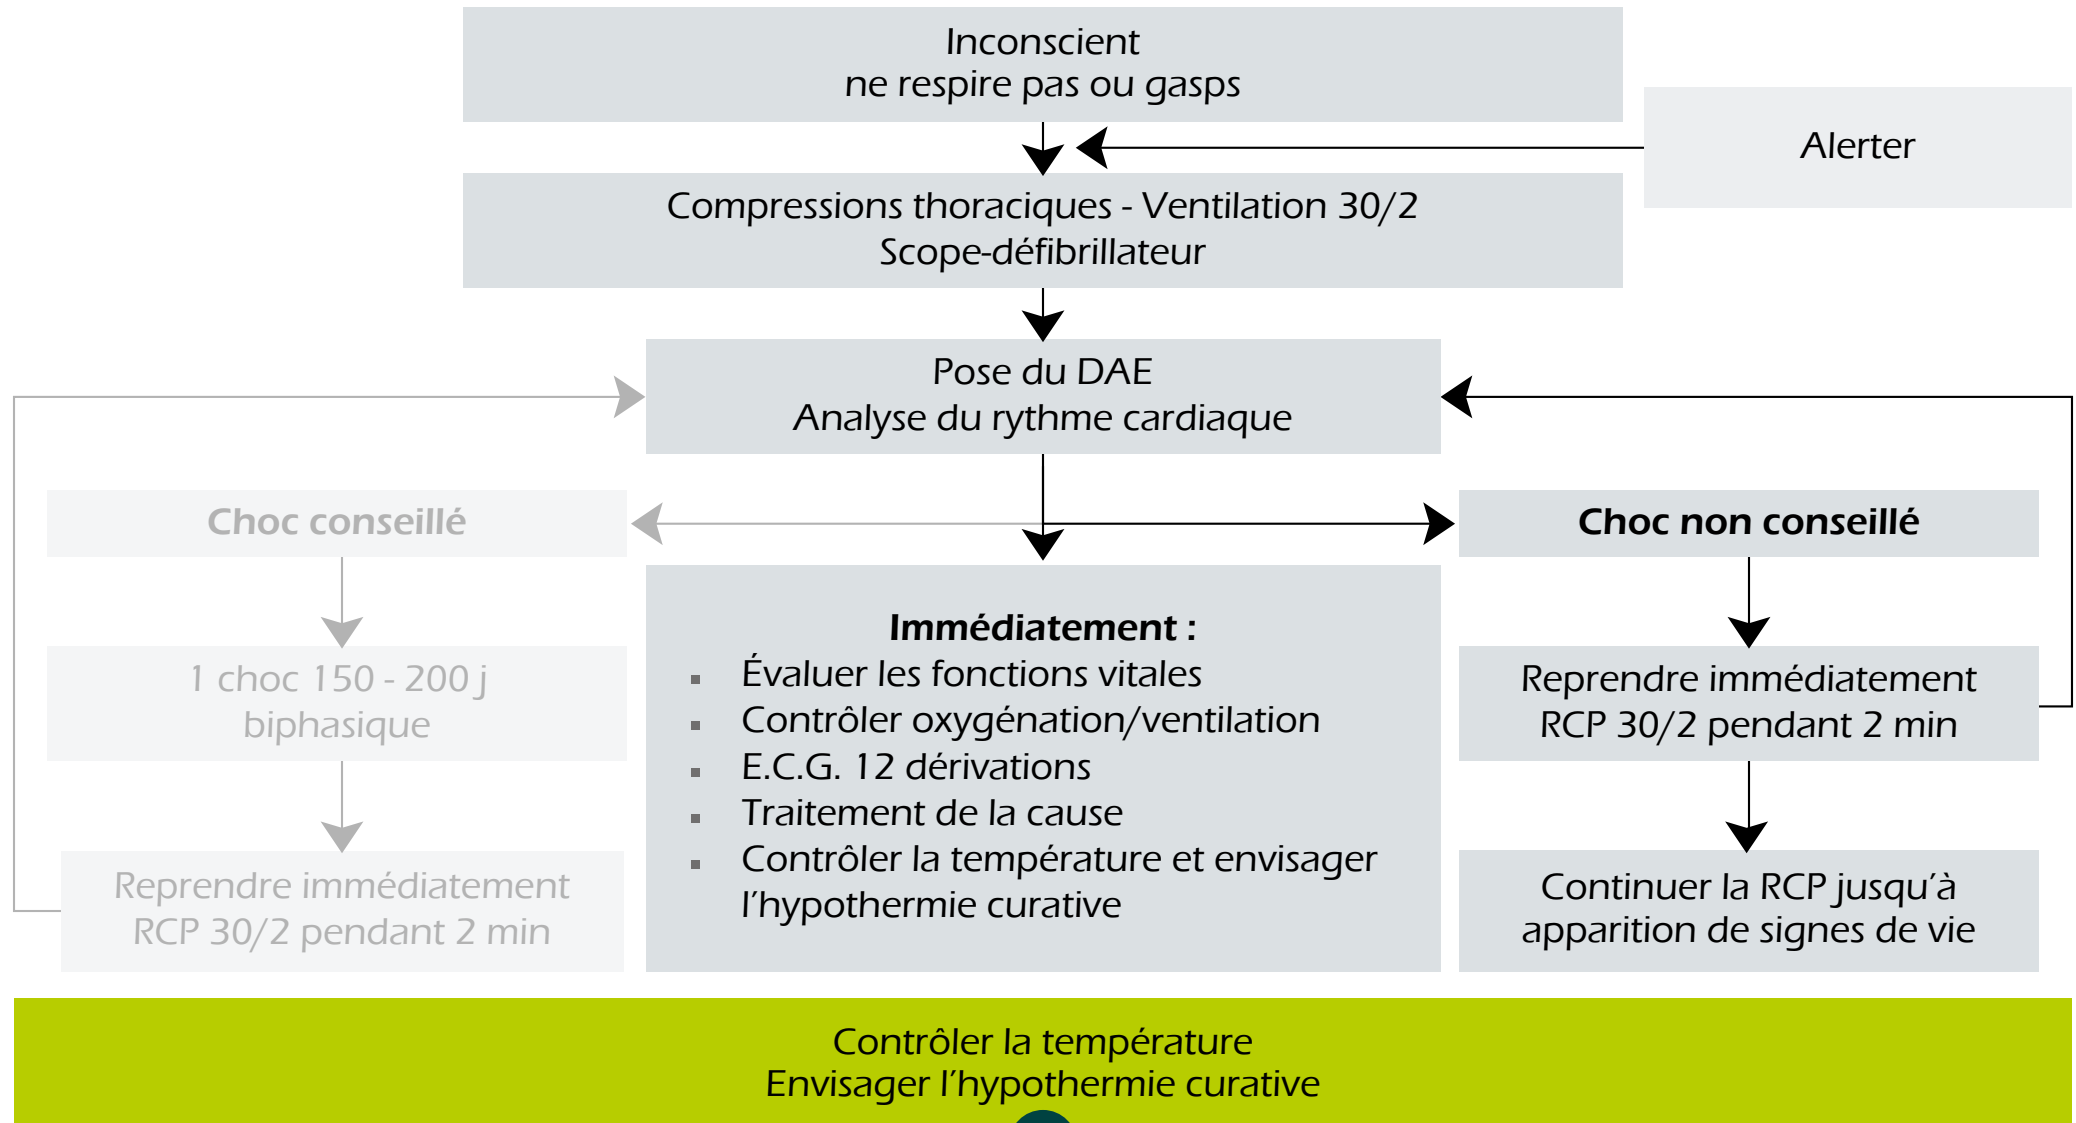 Inconscient
ne respire pas ou gasps
Alerter
Compressions thoraciques - Ventilation 30/2
Scope-défibrillateur
Pose du DAE
Analyse du rythme cardiaque
Choc conseillé
1 choc 150 - 200 j
biphasique
Reprendre immédiatement
RCP 30/2 pendant 2 min
Immédiatement :
Évaluer les fonctions vitales
Contrôler oxygénation/ventilation
E.C.G. 12 dérivations
Traitement de la cause
Contrôler la température et envisager
l'hypothermie curative
Choc non conseillé
Reprendre immédiatement
RCP 30/2 pendant 2 min
Continuer la RCP jusqu'à
apparition de signes de vie
Contrôler la température
Envisager l'hypothermie curative